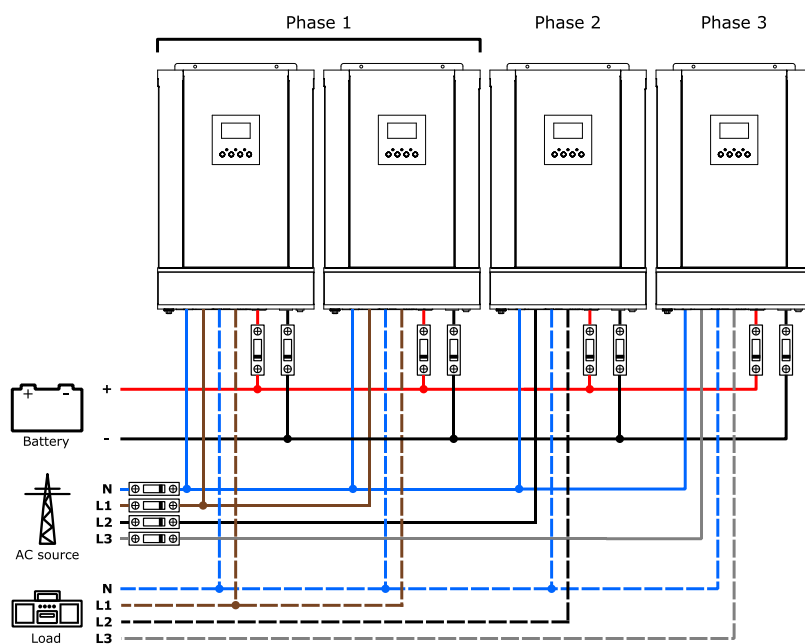 Phase 1
Phase 2
Phase 3
+
+ -
Battery
-
N
L1
L2
L3
AC source
N
L1
L2
L3
Load